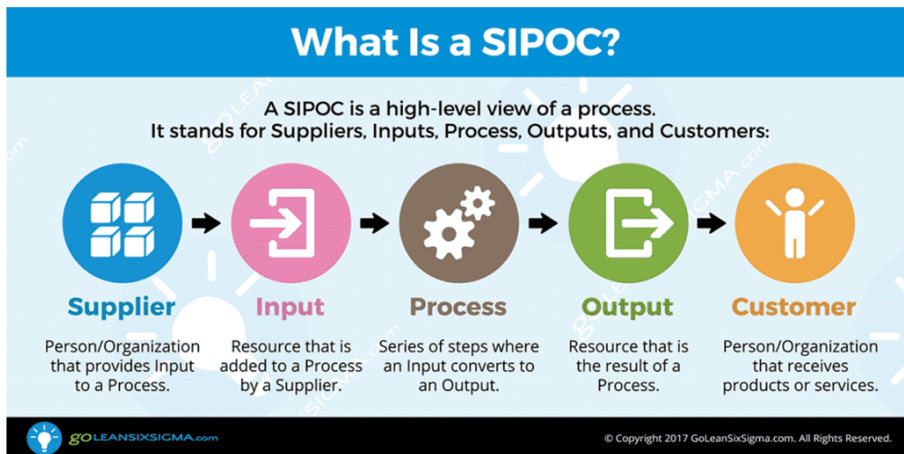 What Is a SIPOC?
A SIPOC is a high-level view of a process.
It stands for Suppliers, Inputs, Process, Outputs, and Customers:
Supplier
Person/Organization
that provides Input
to a Process.
Input
Resource that is
added to a Process
by a Supplier.
Process
Series of steps where
an Input converts to
an Output.
Output
Resource that is
the result of a
Process.
Customer
Person/Organization
that receives
products or services.
goLEANSIXSIGMA.com
© Copyright 2017 GoLeanSixSigma.com. All Rights Reserved.